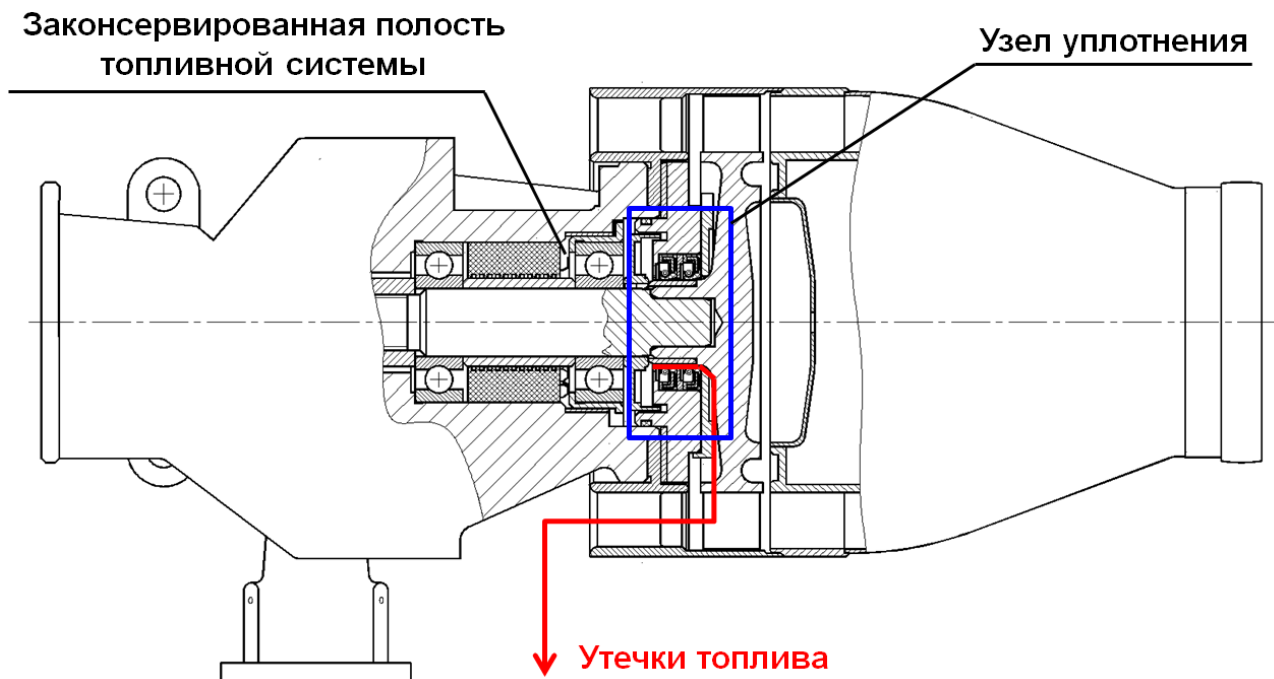 Законсервированная полость
топливной системы
Узел уплотнения
Утечки топлива